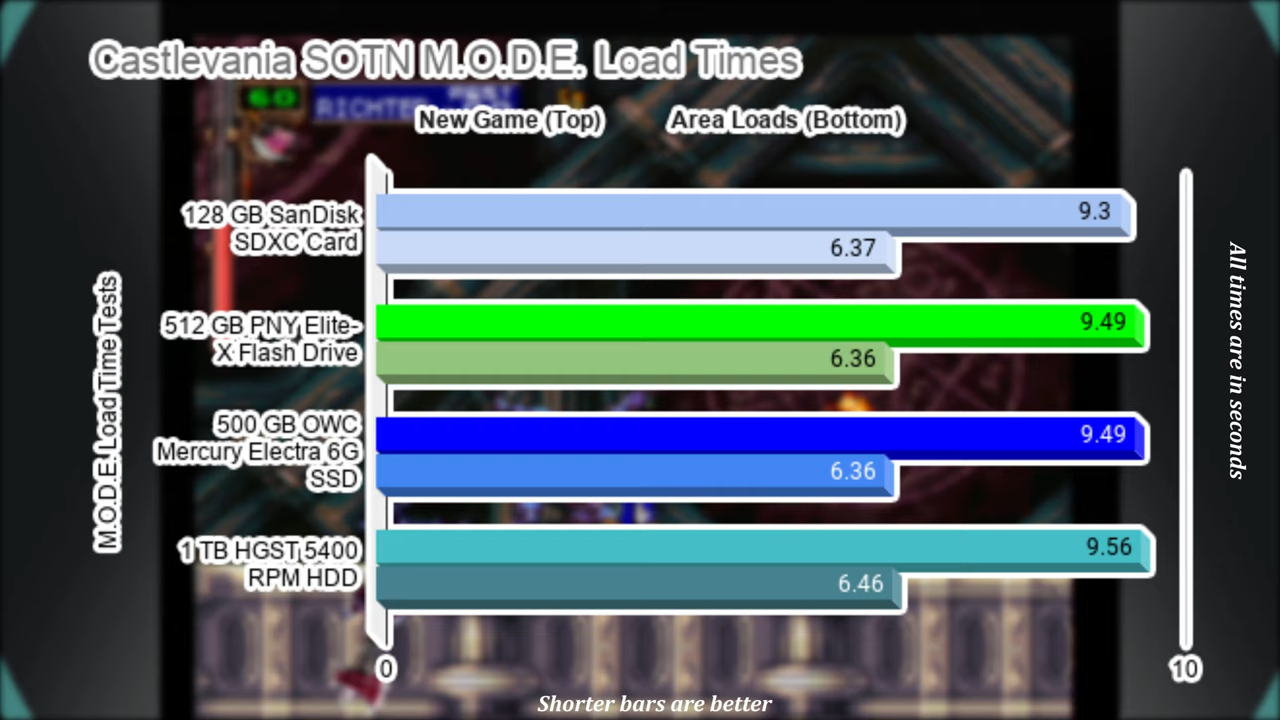 Castlevania SOTN M.O.D.E. Load Times
60
RICHTER
New Game (Top)
Area Loads (Bottom)
M.O.D.E. Load Time Tests
128 GB SanDisk
SDXC Card
9.3
6.37
512 GB PNY Elite-
X Flash Drive
9.49
6.36
500 GB OWC
Mercury Electra 6G
SSD
9.49
6.36
1 TB HGST 5400
RPM HDD
9.56
6.46
0
10
All times are in seconds
Shorter bars are better